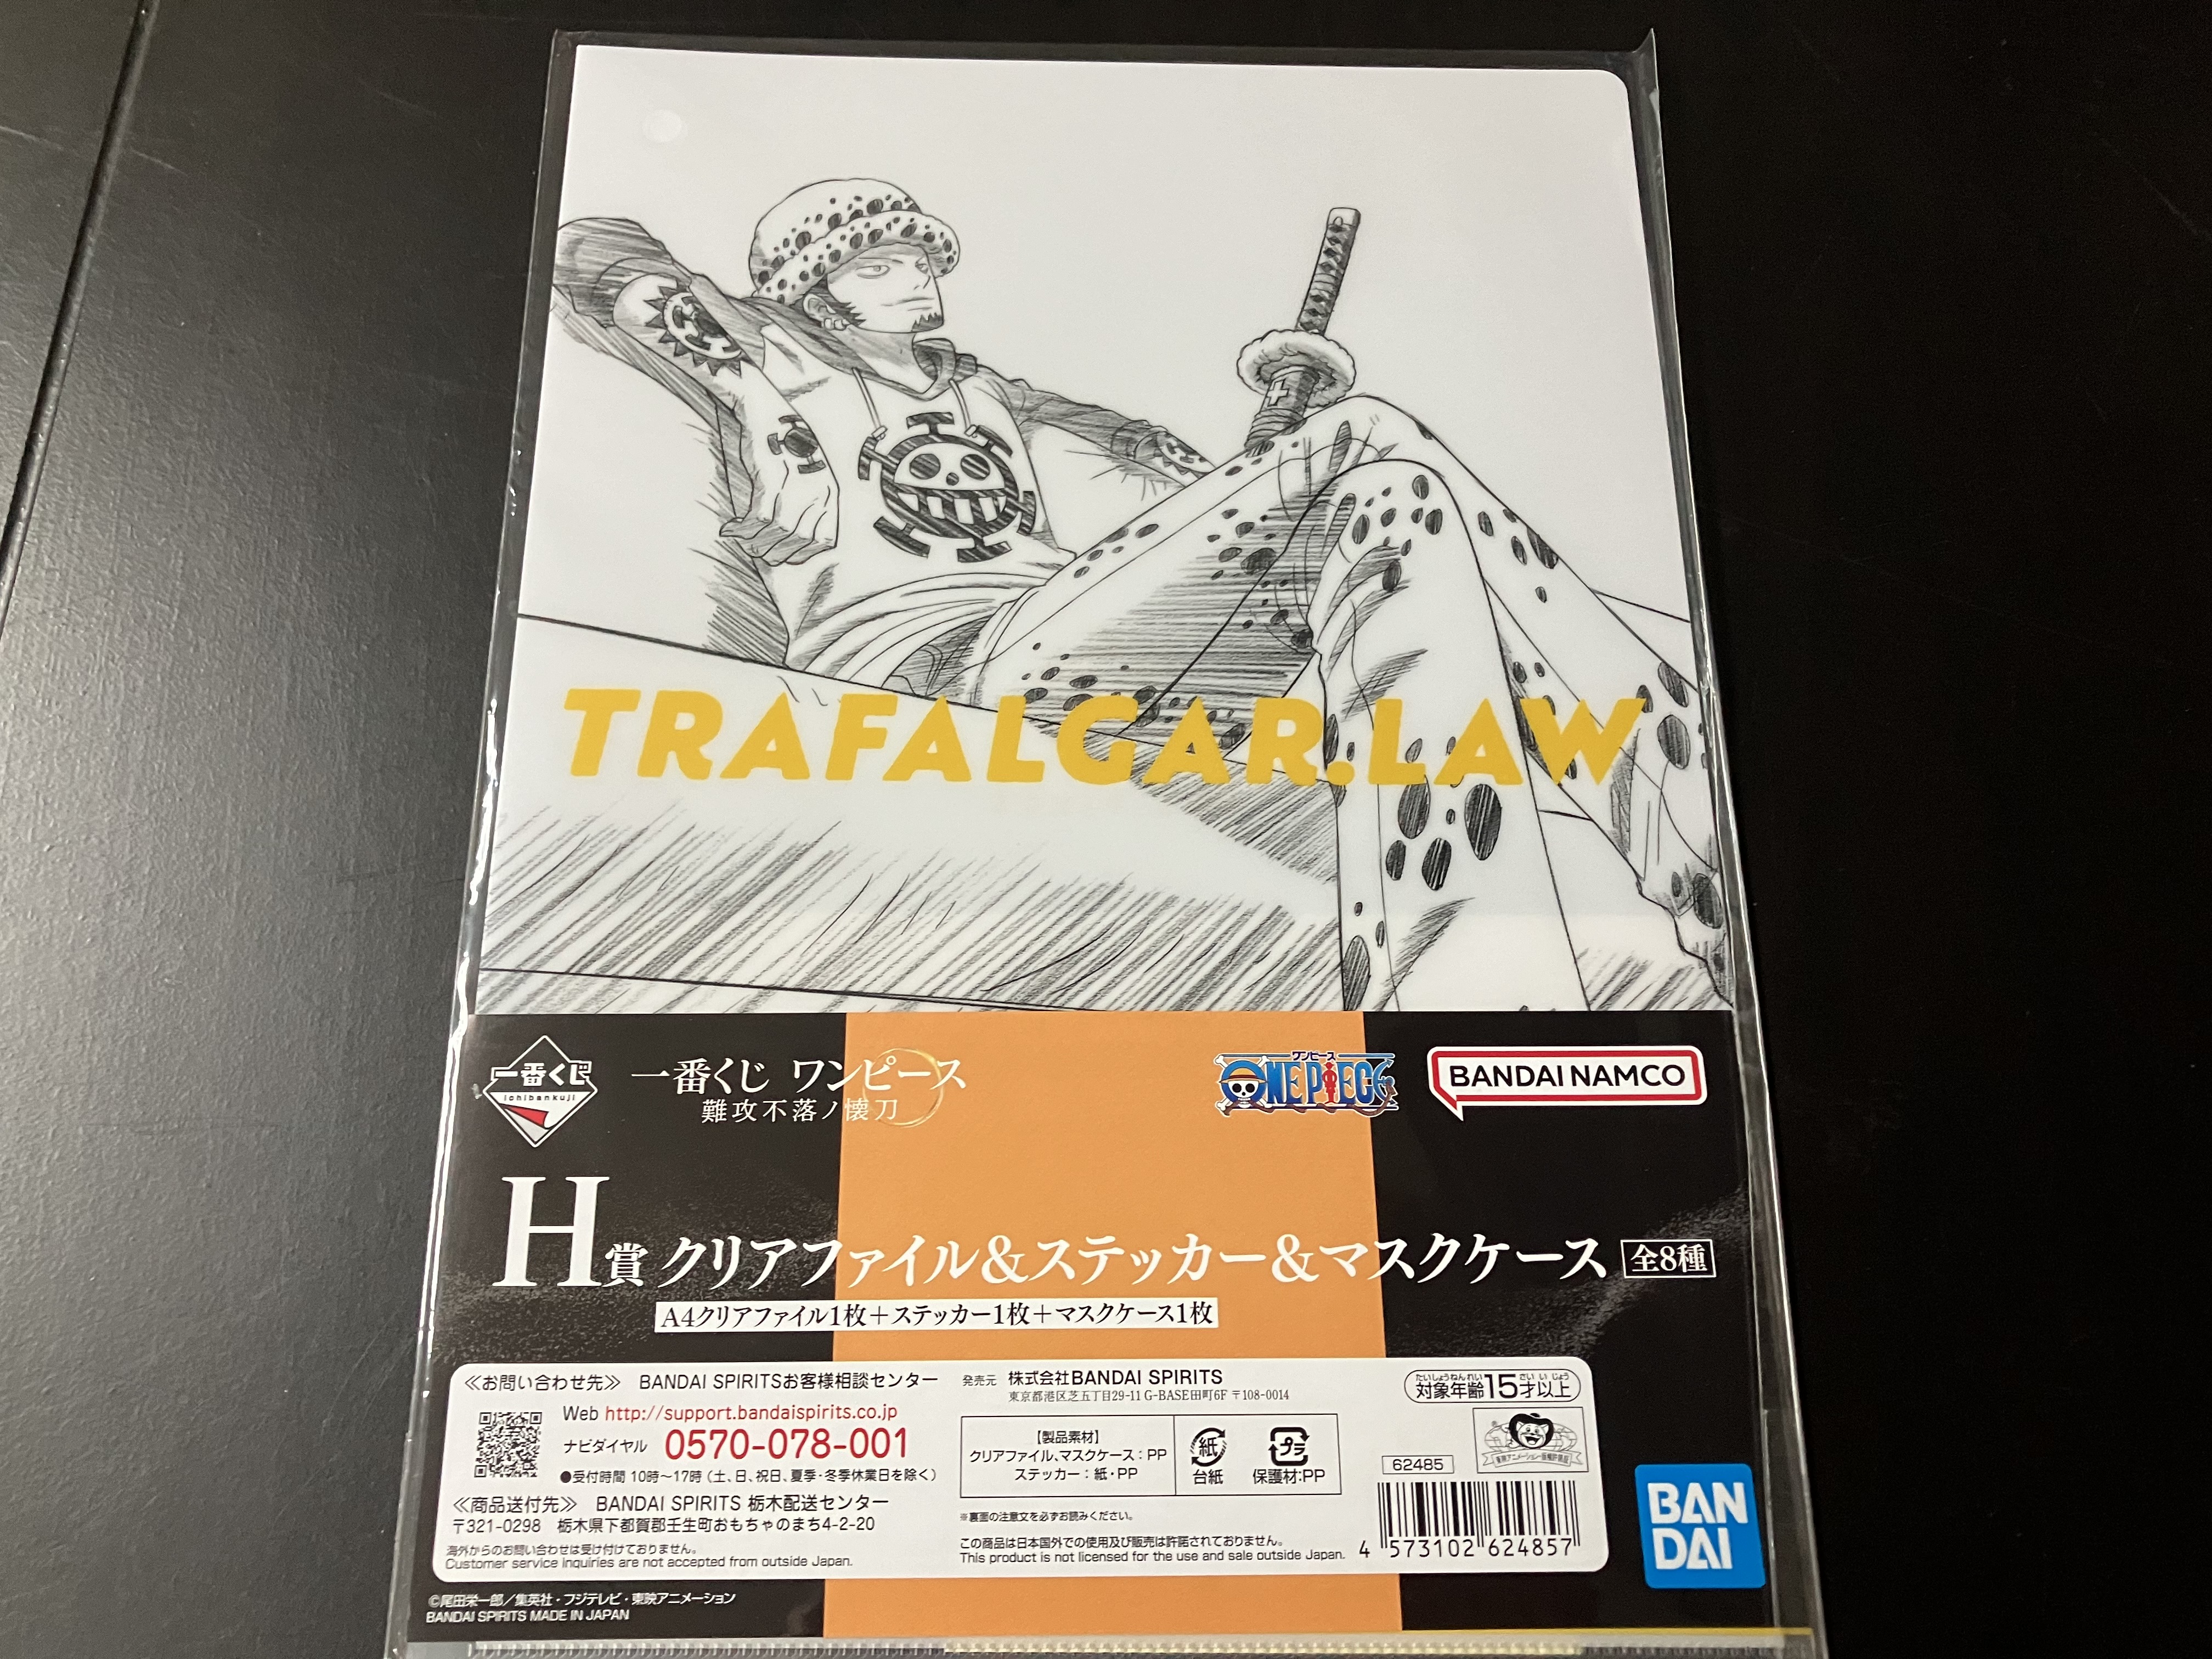 TRAFALGAR.LAW
一番くじ
ichibankuji
一番くじ ワンピース
難攻不落ノ懐刀
ワンピース
ONE PIECE
BANDAI NAMCO
H賞 クリアファイル&ステッカー&マスクケース 全8種
A4クリアファイル1枚+ステッカー1枚+マスクケース1枚
≪お問い合わせ先≫ BANDAI SPIRITSお客様相談センター
Web http://support.bandaispirits.co.jp
ナビダイヤル 0570-078-001
●受付時間 10時～17時(土、日、祝日、夏季・冬季休業日を除く)
≪商品送付先≫ BANDAI SPIRITS 栃木配送センター
〒321-0298 栃木県下都賀郡壬生町おもちゃのまち4-2-20
海外からのお問い合わせは受け付けておりません。
Customer service inquiries are not accepted from outside Japan.
発売元 株式会社BANDAI SPIRITS
東京都港区芝五丁目29-11 G-BASE田町6F 〒108-0014
【製品素材】
クリアファイル、マスクケース：PP
ステッカー：紙・PP
紙
台紙
プラ
保護材:PP
※裏面の注意文を必ずお読みください。
この商品は日本国外での使用及び販売は許諾されておりません。
This product is not licensed for the use and sale outside Japan.
たいしょうねんれい さい いじょう
対象年齢15才以上
62485
4 573102 624857
BAN
DAI
©尾田栄一郎／集英社・フジテレビ・東映アニメーション
BANDAI SPIRITS MADE IN JAPAN